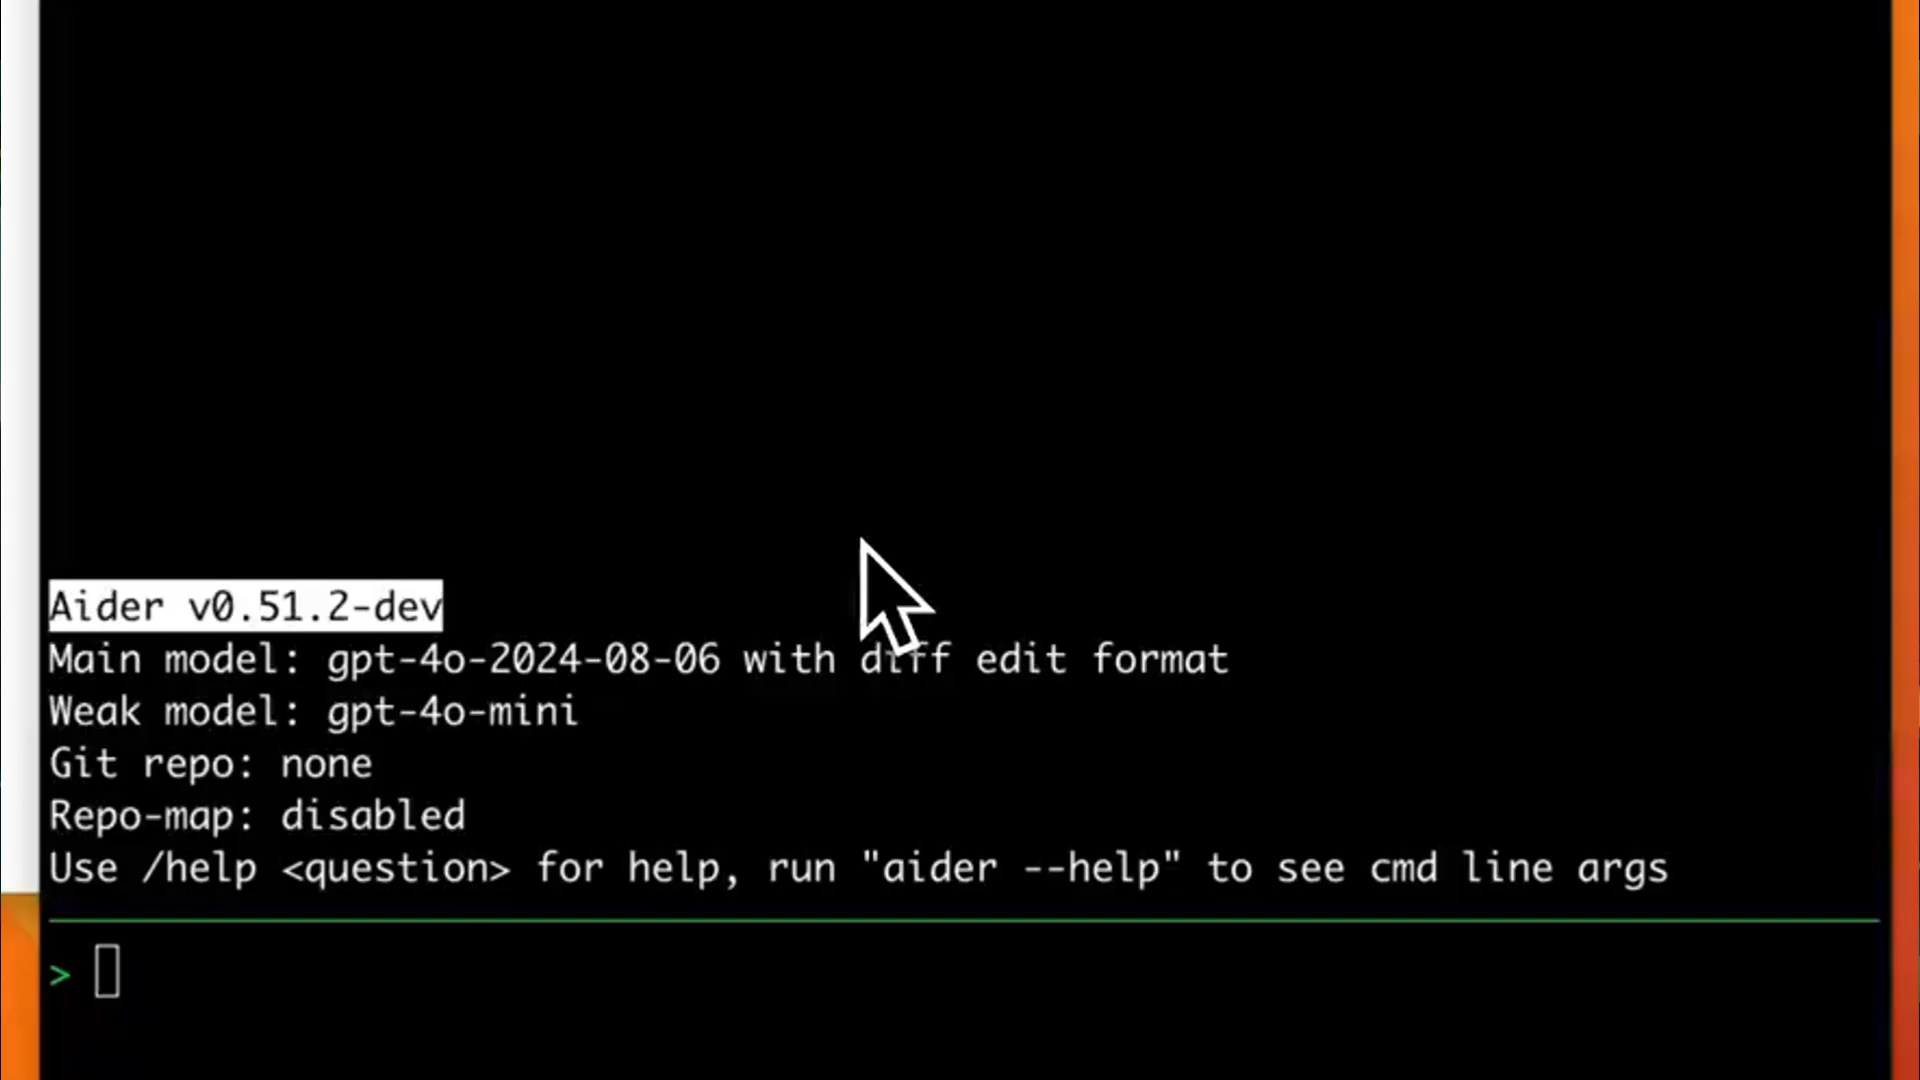 Aider v0.51.2-dev
Main model: gpt-4o-2024-08-06 with diff edit format
Weak model: gpt-4o-mini
Git repo: none
Repo-map: disabled
Use /help <question> for help, run "aider --help" to see cmd line args
>